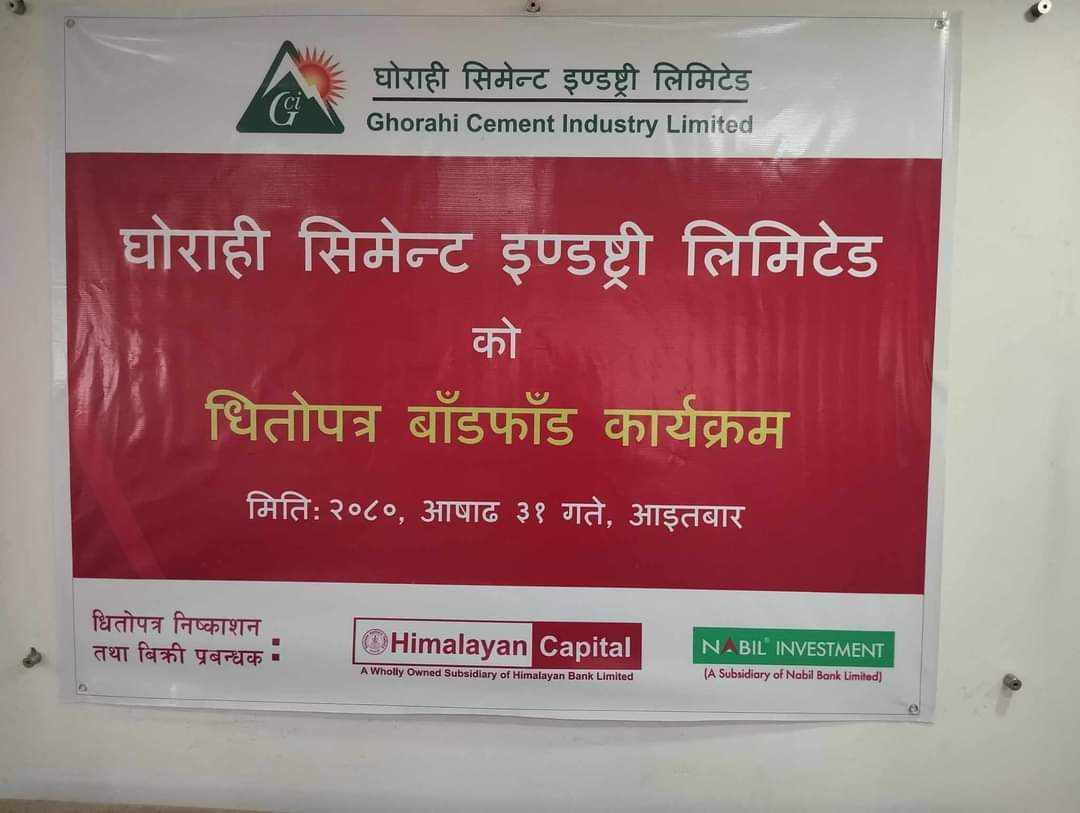 घोराही सिमेन्ट इण्डष्ट्री लिमिटेड
Ghorahi Cement Industry Limited
GCi
घोराही सिमेन्ट इण्डष्ट्री लिमिटेड
को
धितोपत्र बाँडफाँड कार्यक्रम
मितिः २०८०, आषाढ ३१ गते, आइतबार
धितोपत्र निष्काशन
तथा बिक्री प्रबन्धक :
Himalayan Capital
A Wholly Owned Subsidiary of Himalayan Bank Limited
NABIL® INVESTMENT
(A Subsidiary of Nabil Bank Limited)